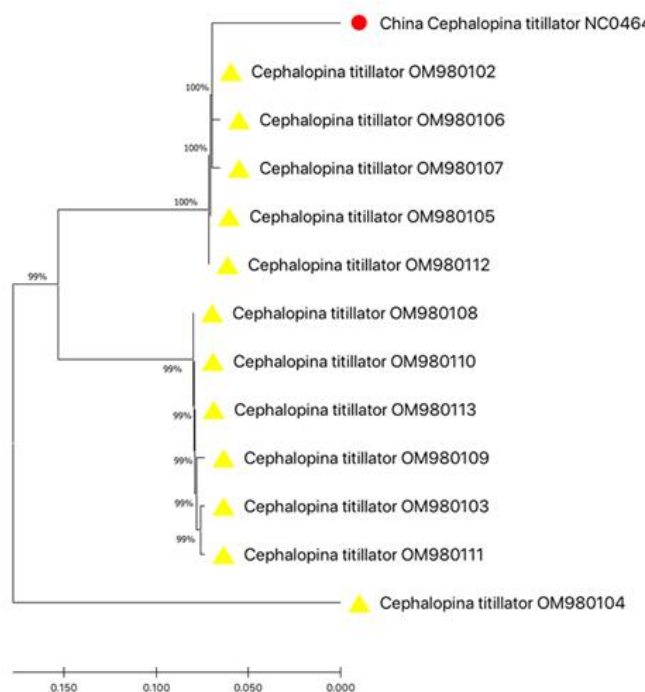 China Cephalopina titillator NC0464
Cephalopina titillator OM980102
100%
Cephalopina titillator OM980106
100%
Cephalopina titillator OM980107
100%
Cephalopina titillator OM980105
Cephalopina titillator OM980112
99%
Cephalopina titillator OM980108
Cephalopina titillator OM980110
99%
Cephalopina titillator OM980113
99%
Cephalopina titillator OM980109
99%
Cephalopina titillator OM980103
99%
Cephalopina titillator OM980111
99%
Cephalopina titillator OM980104
0.150 0.100 0.050 0.000